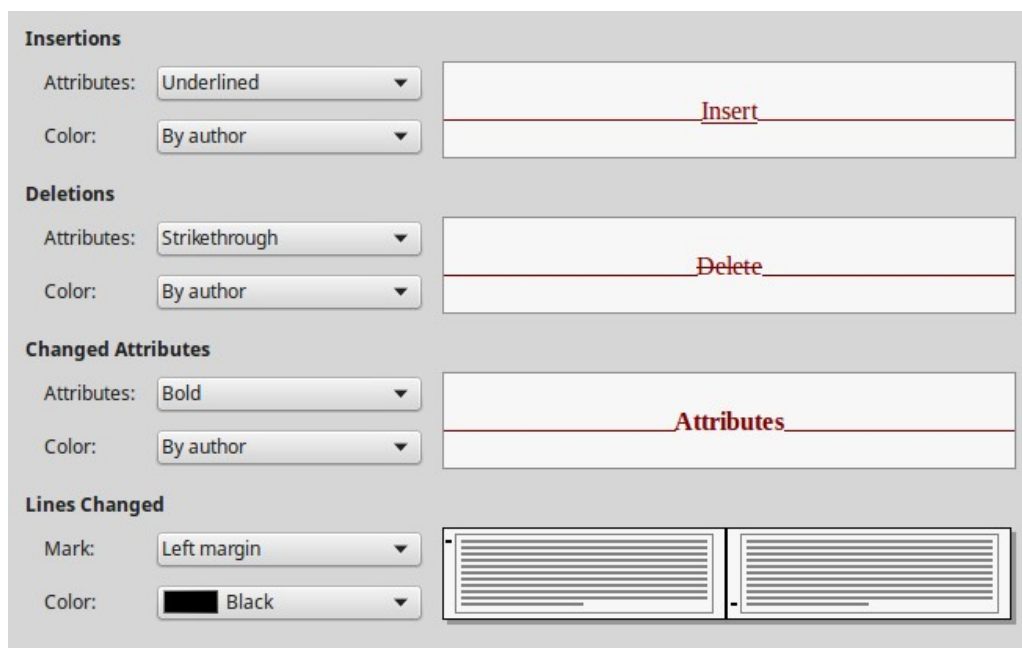 Insertions
Attributes: Underlined
Insert
Color: By author
Deletions
Attributes: Strikethrough
Delete
Color: By author
Changed Attributes
Attributes: Bold
Attributes
Color: By author
Lines Changed
Mark: Left margin
Color: Black